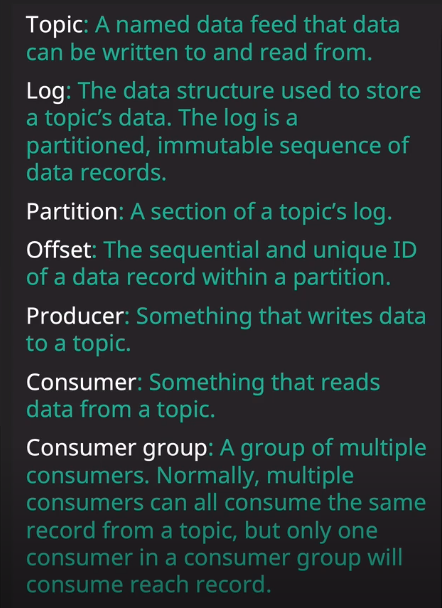 Topic: A named data feed that data
can be written to and read from.
Log: The data structure used to store
a topic's data. The log is a
partitioned, immutable sequence of
data records.
Partition: A section of a topic's log.
Offset: The sequential and unique ID
of a data record within a partition.
Producer: Something that writes data
to a topic.
Consumer: Something that reads
data from a topic.
Consumer group: A group of multiple
consumers. Normally, multiple
consumers can all consume the same
record from a topic, but only one
consumer in a consumer group will
consume reach record.